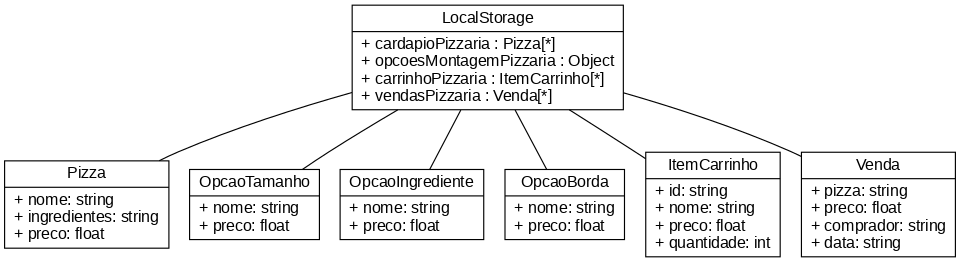 LocalStorage
+ cardapioPizzaria : Pizza[*]
+ opcoesMontagemPizzaria : Object
+ carrinhoPizzaria : ItemCarrinho[*]
+ vendasPizzaria : Venda[*]
Pizza
+ nome: string
+ ingredientes: string
+ preco: float
OpcaoTamanho
+ nome: string
+ preco: float
OpcaoIngrediente
+ nome: string
+ preco: float
OpcaoBorda
+ nome: string
+ preco: float
ItemCarrinho
+ id: string
+ nome: string
+ preco: float
+ quantidade: int
Venda
+ pizza: string
+ preco: float
+ comprador: string
+ data: string